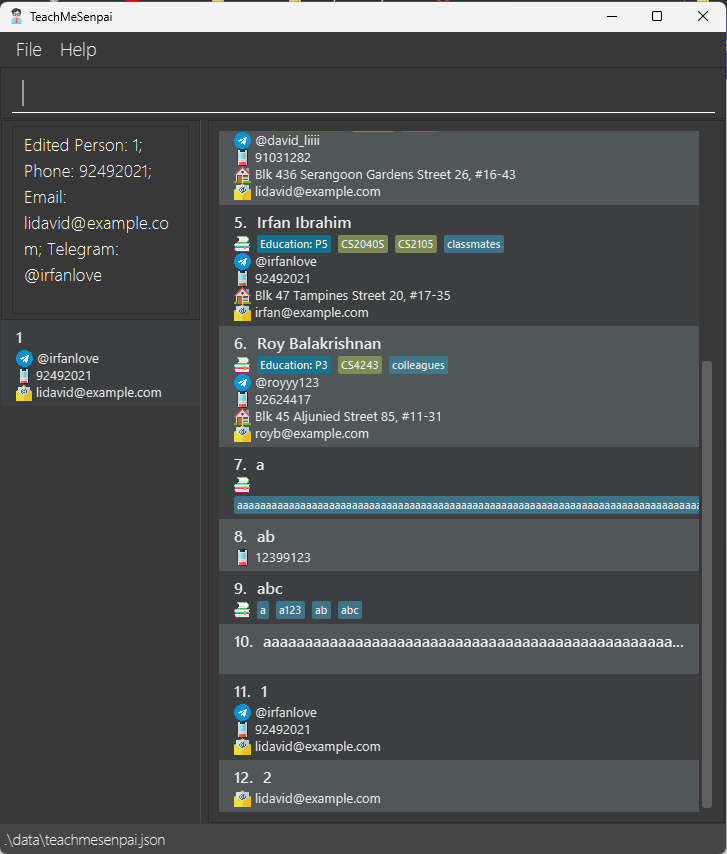 TeachMeSenpai
File Help
Edited Person: 1;
Phone: 92492021;
Email:
lidavid@example.co
m; Telegram:
@irfanlove
1
@irfanlove
92492021
lidavid@example.com
@david_liiii
91031282
Blk 436 Serangoon Gardens Street 26, #16-43
lidavid@example.com
5. Irfan Ibrahim
Education: P5 CS2040S CS2105 classmates
@irfanlove
92492021
Blk 47 Tampines Street 20, #17-35
irfan@example.com
6. Roy Balakrishnan
Education: P3 CS4243 colleagues
@royyy123
92624417
Blk 45 Aljunied Street 85, #11-31
royb@example.com
7. a
aaaaaaaaaaaaaaaaaaaaaaaaaaaaaaaaaaaaaaaaaaaaaaaaaaaaaaaaaaaaaaaaaaaaaaaaaaaaaaa
8. ab
12399123
9. abc
a a123 ab abc
10. aaaaaaaaaaaaaaaaaaaaaaaaaaaaaaaaaaaaaaaaaaaaaaaaa...
11. 1
@irfanlove
92492021
lidavid@example.com
12. 2
lidavid@example.com
.\data\teachmesenpai.json